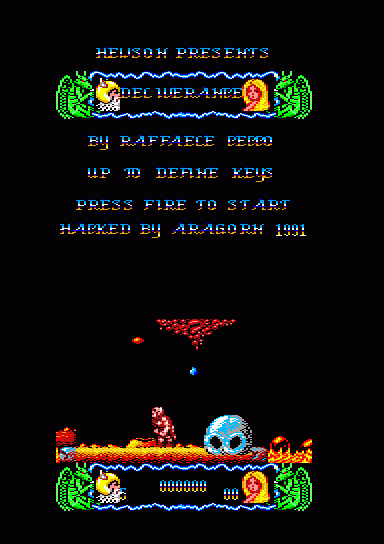 HEWSON PRESENTS
DELIVERANCE
BY RAFFAELE CECCO
UP TO DEFINE KEYS
PRESS FIRE TO START
HACKED BY ARAGORN 1991
000000
00